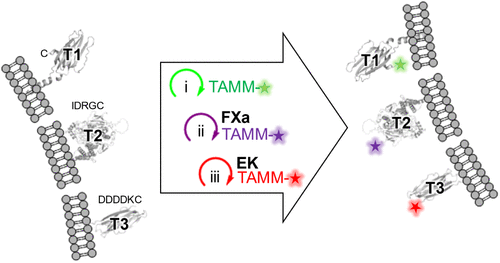 C
T1
IDRGC
T2
DDDDKC
T3
i
TAMM-
FXa
ii
TAMM-
EK
iii
TAMM-
T1
T2
T3